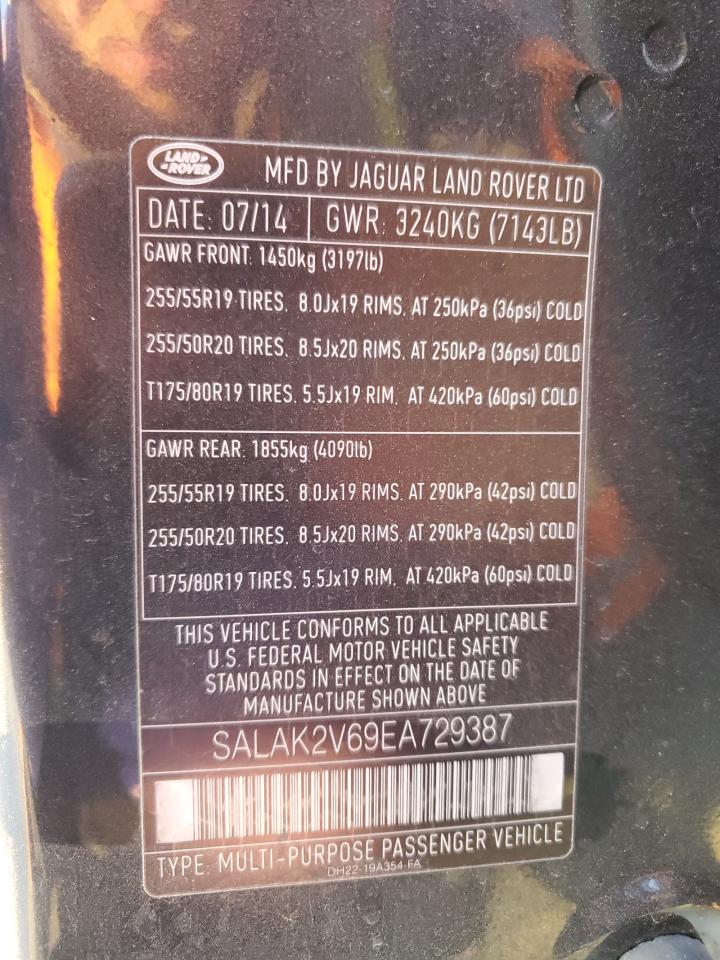 LAND-
-ROVER
MFD BY JAGUAR LAND ROVER LTD
DATE: 07/14 GWR: 3240KG (7143LB)
GAWR FRONT: 1450kg (3197lb)
255/55R19 TIRES. 8.0Jx19 RIMS. AT 250kPa (36psi) COLD
255/50R20 TIRES. 8.5Jx20 RIMS. AT 250kPa (36psi) COLD
T175/80R19 TIRES. 5.5Jx19 RIM, AT 420kPa (60psi) COLD
GAWR REAR: 1855kg (4090lb)
255/55R19 TIRES. 8.0Jx19 RIMS. AT 290kPa (42psi) COLD
255/50R20 TIRES. 8.5Jx20 RIMS. AT 290kPa (42psi) COLD
T175/80R19 TIRES. 5.5Jx19 RIM, AT 420kPa (60psi) COLD
THIS VEHICLE CONFORMS TO ALL APPLICABLE
U.S. FEDERAL MOTOR VEHICLE SAFETY
STANDARDS IN EFFECT ON THE DATE OF
MANUFACTURE SHOWN ABOVE
SALAK2V69EA729387
TYPE: MULTI-PURPOSE PASSENGER VEHICLE
DH22-19A354-FA